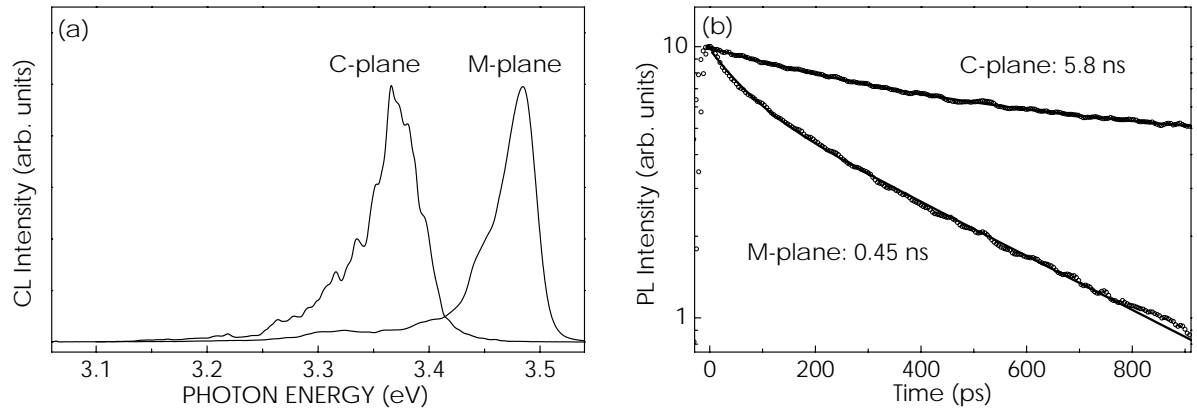 (a)
C-plane
M-plane
CL Intensity (arb. units)
3.1 3.2 3.3 3.4 3.5
PHOTON ENERGY (eV)
(b)
10
1
C-plane: 5.8 ns
M-plane: 0.45 ns
PL Intensity (arb. units)
0 200 400 600 800
Time (ps)